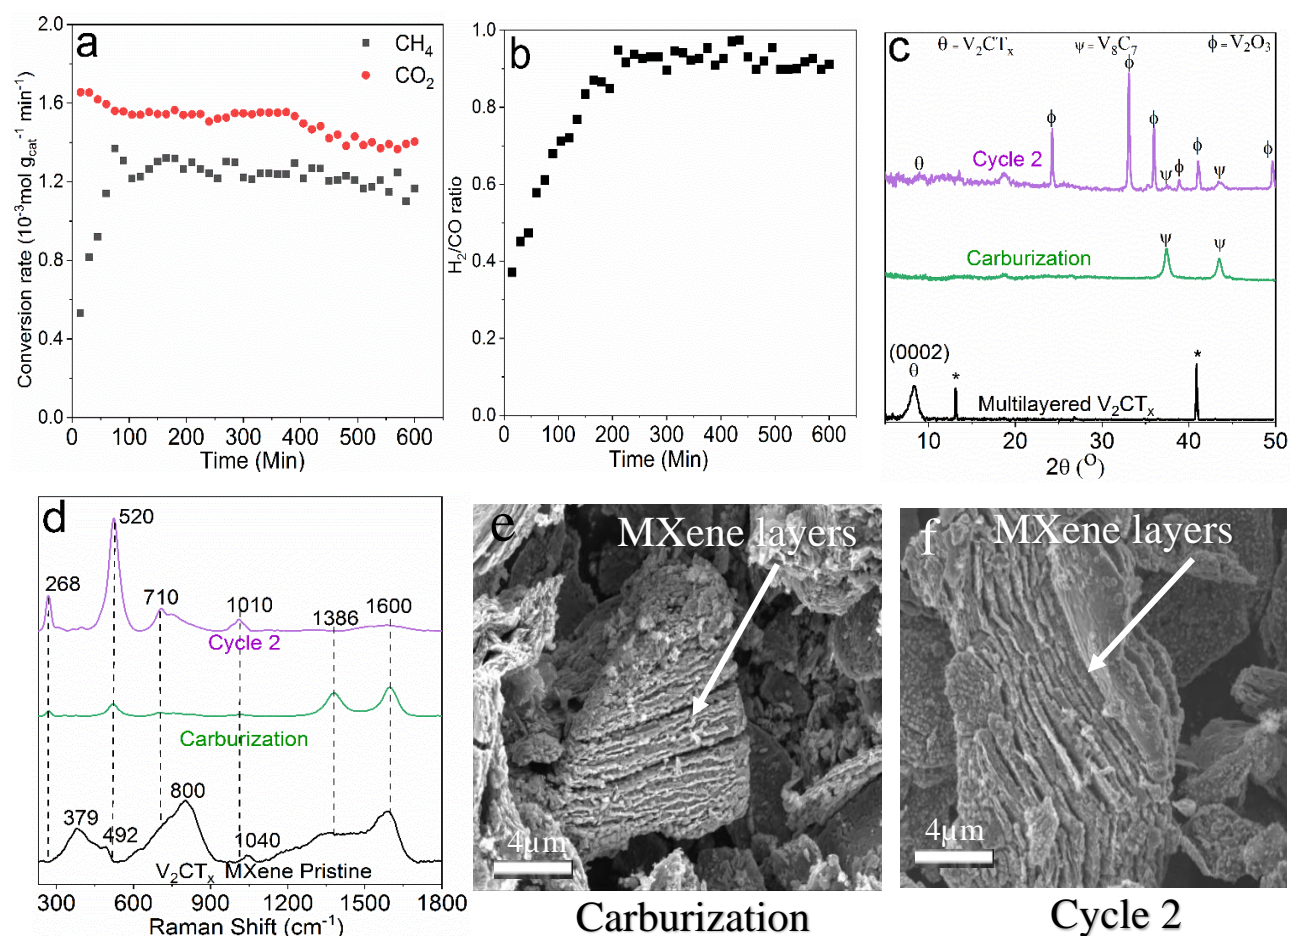 a
CH4
CO2
Conversion rate (10-3mol gcat-1 min-1)
2.0
1.6
1.2
0.8
0.4
0.0
0 100 200 300 400 500 600
Time (Min)
b
H2/CO ratio
1.0
0.8
0.6
0.4
0.2
0.0
0 100 200 300 400 500 600
Time (Min)
c
θ = V2CTx
ψ = V8C7
ϕ = V2O3
ϕ
ϕ
ϕ
ϕ
ϕ
ϕ
θ
Cycle 2
ψ
ψ
Carburization
ψ
ψ
(0002)
θ
*
*
Multilayered V2CTx
10 20 30 40 50
2θ (O)
d
520
268
710
1010
1386
1600
Cycle 2
Carburization
379
492
800
1040
V2CTx MXene Pristine
300 600 900 1200 1500 1800
Raman Shift (cm-1)
e
MXene layers
4μm
Carburization
f
MXene layers
4μm
Cycle 2